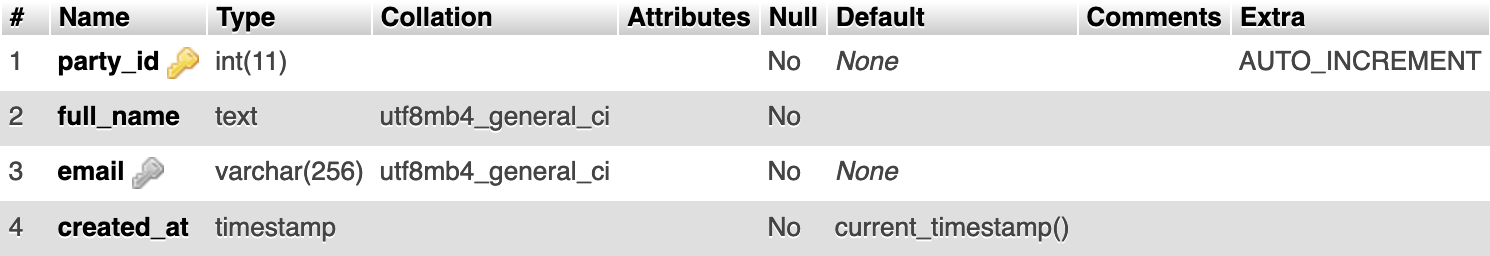 # Name Type Collation Attributes Null Default Comments Extra
1 party_id int(11) No None AUTO_INCREMENT
2 full_name text utf8mb4_general_ci No
3 email varchar(256) utf8mb4_general_ci No None
4 created_at timestamp No current_timestamp()